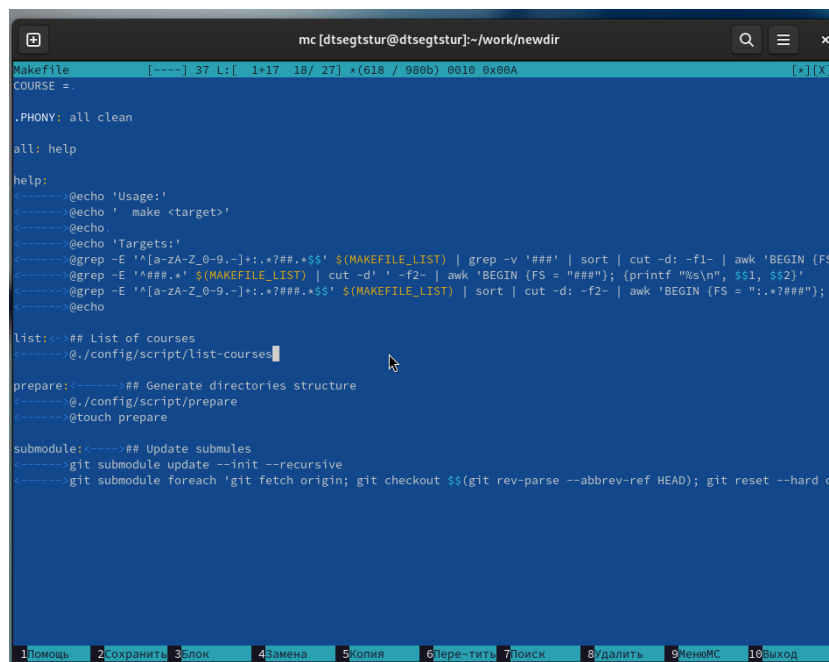 mc [dtsegtstur@dtsegtstur]:~/work/newdir
Makefile [----] 37 L:[ 1+17 18/ 27] *(618 / 980b) 0010 0x00A [*][X]
COURSE =.
.PHONY: all clean
all: help
help:
<------>@echo 'Usage:'
<------>@echo '  make <target>'
<------>@echo.
<------>@echo 'Targets:'
<------>@grep -E '^[a-zA-Z_0-9.-]+:.*?##.*$$' $(MAKEFILE_LIST) | grep -v '###' | sort | cut -d: -f1- | awk 'BEGIN {FS
<------>@grep -E '^###.*' $(MAKEFILE_LIST) | cut -d' ' -f2- | awk 'BEGIN {FS = "###"}; {printf "%s\n", $$1, $$2}'
<------>@grep -E '^[a-zA-Z_0-9.-]+:.*?###.*$$' $(MAKEFILE_LIST) | sort | cut -d: -f2- | awk 'BEGIN {FS = ":.*?###"};
<------>@echo
list:<->## List of courses
<------>@./config/script/list-courses
prepare:<------>## Generate directories structure
<------>@./config/script/prepare
<------>@touch prepare
submodule:<---->## Update submules
<------>git submodule update --init --recursive
<------>git submodule foreach 'git fetch origin; git checkout $$(git rev-parse --abbrev-ref HEAD); git reset --hard
1Помощь 2Сохранить 3Блок 4Замена 5Копия 6Пере~тить 7Поиск 8Удалить 9МенюMC 10Выход